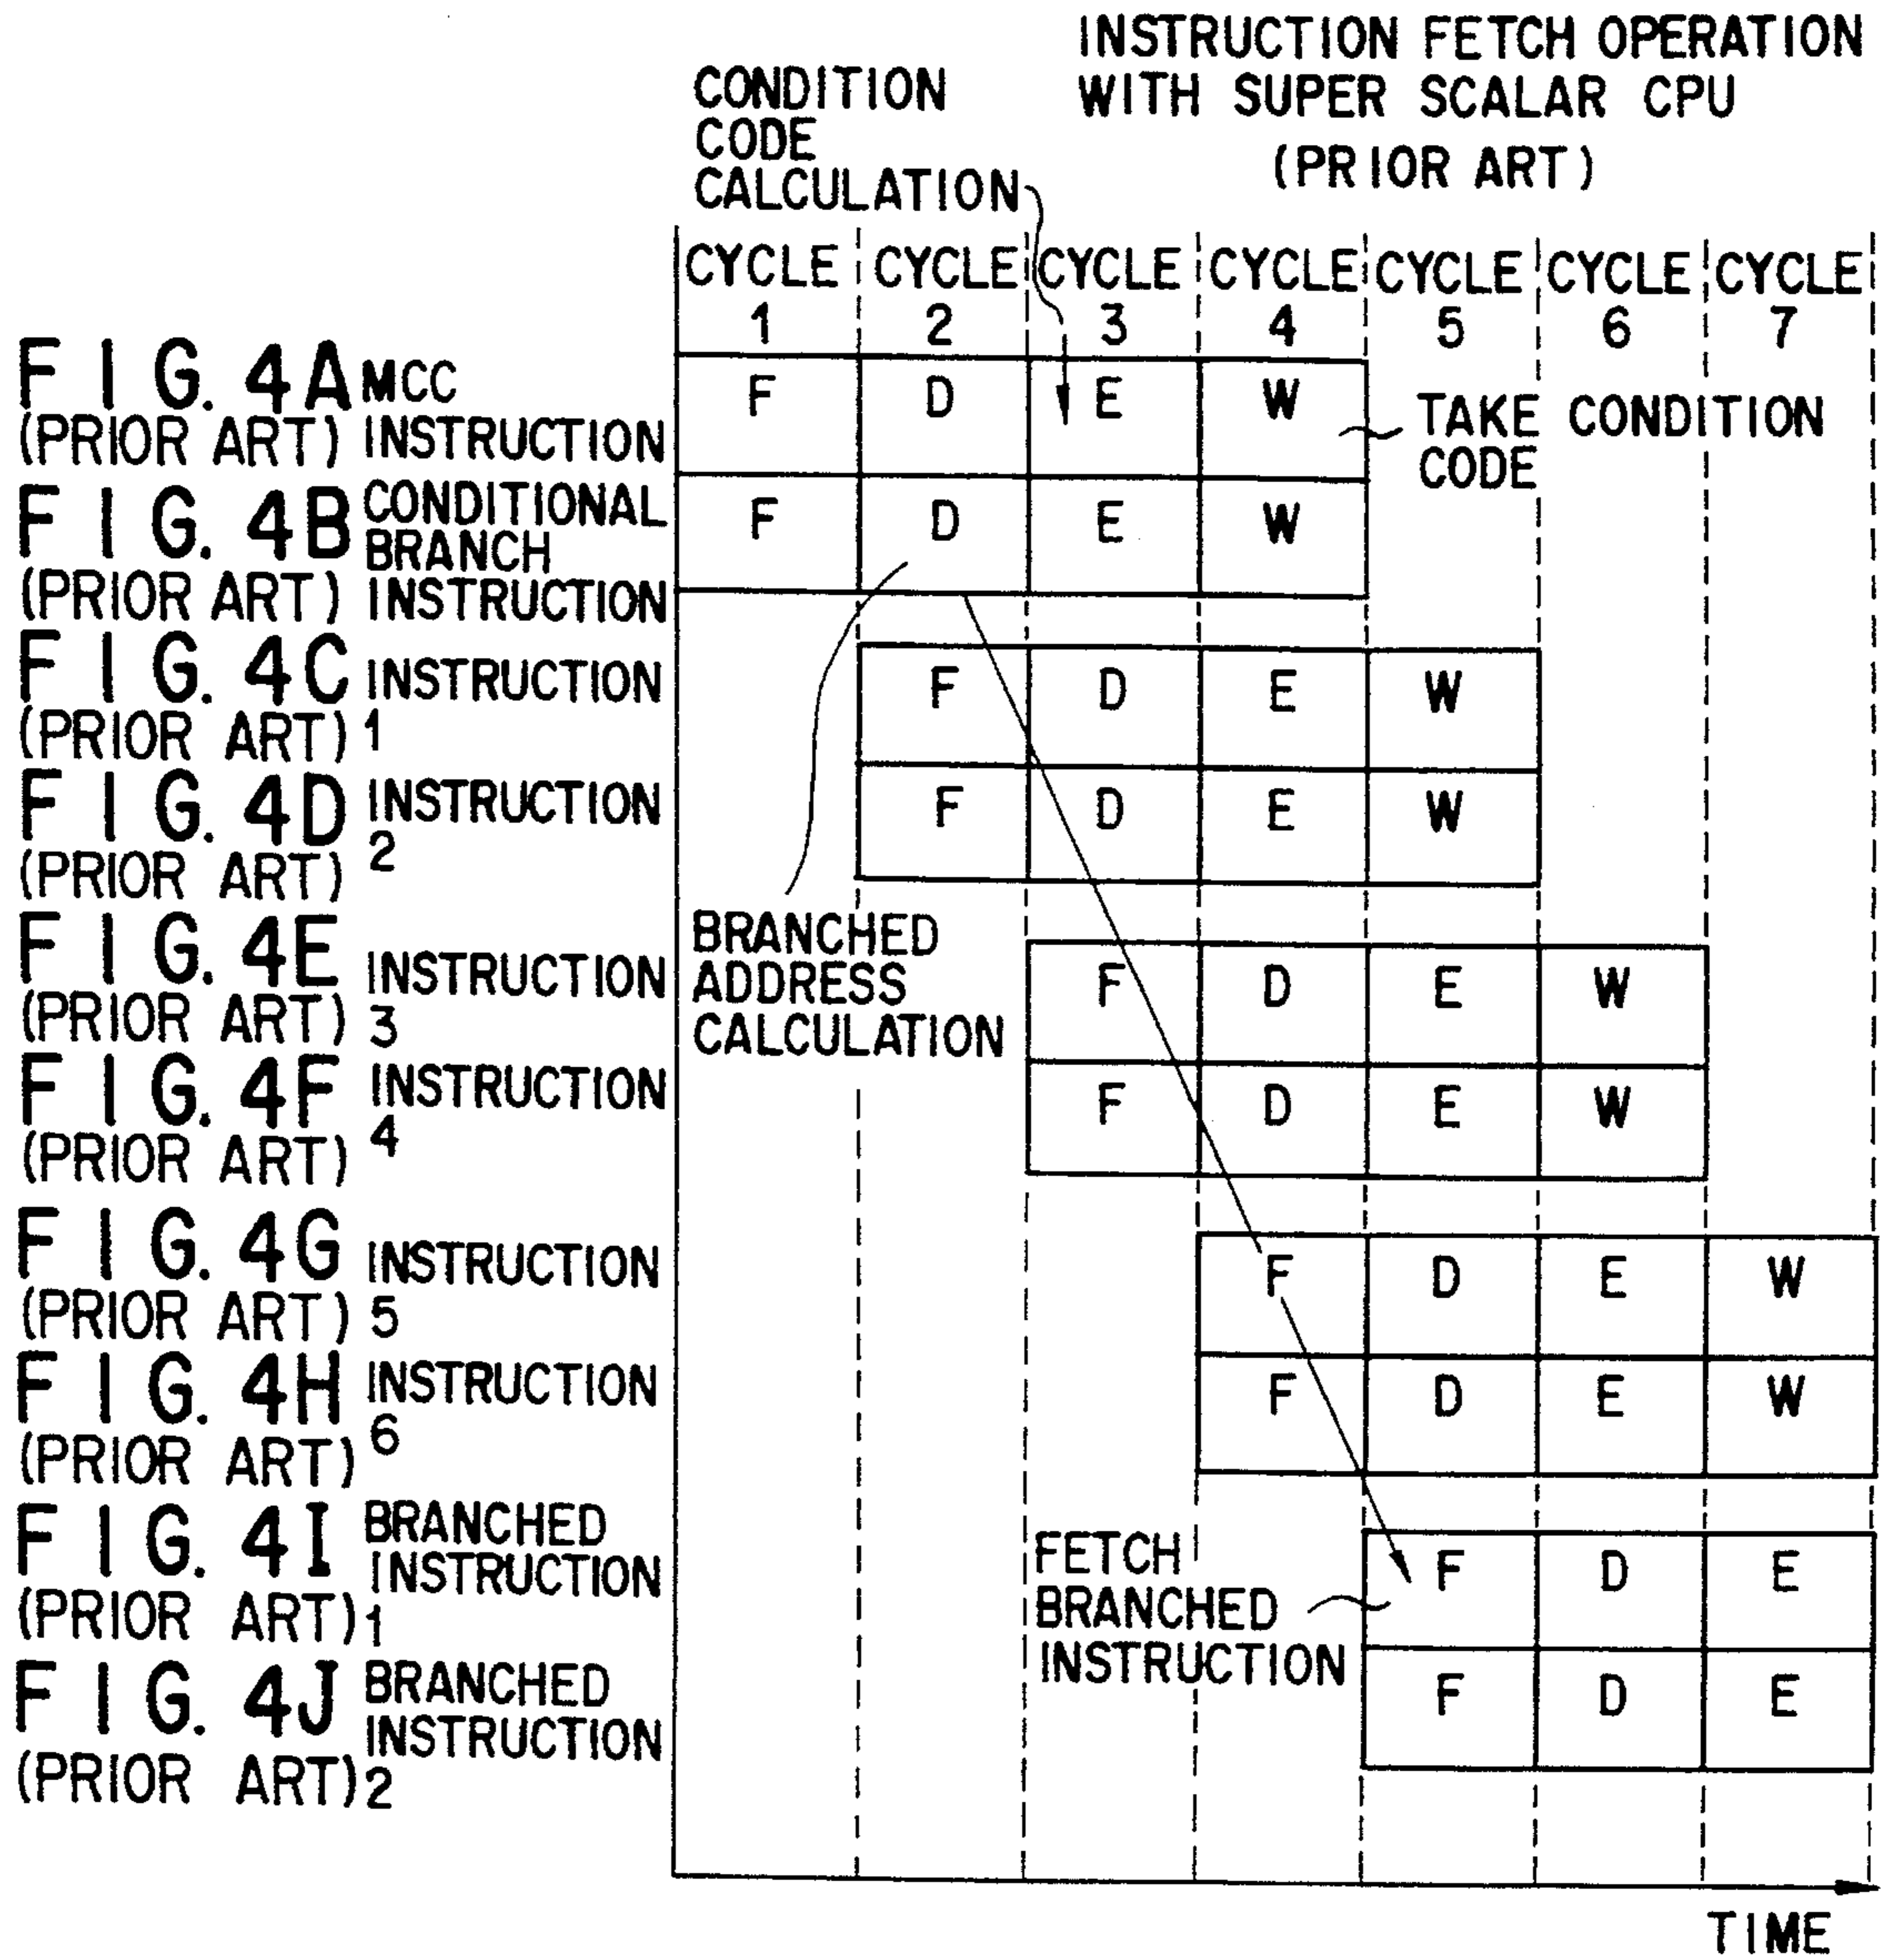 INSTRUCTION FETCH OPERATION
WITH SUPER SCALAR CPU
(PRIOR ART)
CONDITION
CODE
CALCULATION
CYCLE CYCLE CYCLE CYCLE CYCLE CYCLE CYCLE
1 2 3 4 5 6 7
FIG. 4A MCC
(PRIOR ART) INSTRUCTION
F D E W
TAKE CONDITION
CODE
FIG. 4B CONDITIONAL
BRANCH
(PRIOR ART) INSTRUCTION
F D E W
FIG. 4C INSTRUCTION
(PRIOR ART) 1
F D E W
FIG. 4D INSTRUCTION
(PRIOR ART) 2
F D E W
BRANCHED
ADDRESS
CALCULATION
FIG. 4E INSTRUCTION
(PRIOR ART) 3
F D E W
FIG. 4F INSTRUCTION
(PRIOR ART) 4
F D E W
FIG. 4G INSTRUCTION
(PRIOR ART) 5
F D E W
FIG. 4H INSTRUCTION
(PRIOR ART) 6
F D E W
FIG. 4I BRANCHED
INSTRUCTION
(PRIOR ART) 1
FETCH
BRANCHED
INSTRUCTION
F D E
FIG. 4J BRANCHED
INSTRUCTION
(PRIOR ART) 2
F D E
TIME